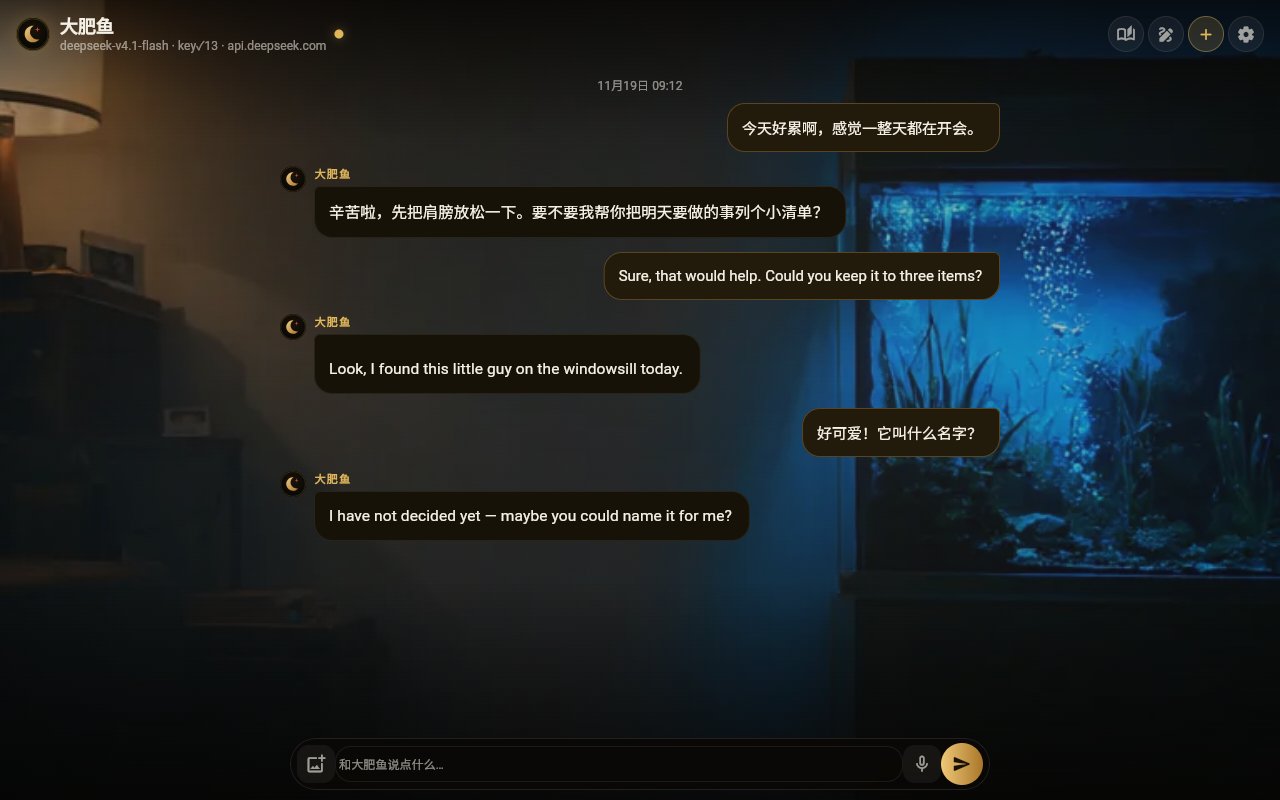 大肥鱼
deepseek-v4.1-flash · key✓/13 · api.deepseek.com
11月19日 09:12
今天好累啊，感觉一整天都在开会。
大肥鱼
辛苦啦，先把肩膀放松一下。要不要我帮你把明天要做的事列个小清单？
Sure, that would help. Could you keep it to three items?
大肥鱼
Look, I found this little guy on the windowsill today.
好可爱！它叫什么名字？
大肥鱼
I have not decided yet — maybe you could name it for me?
和大肥鱼说点什么…